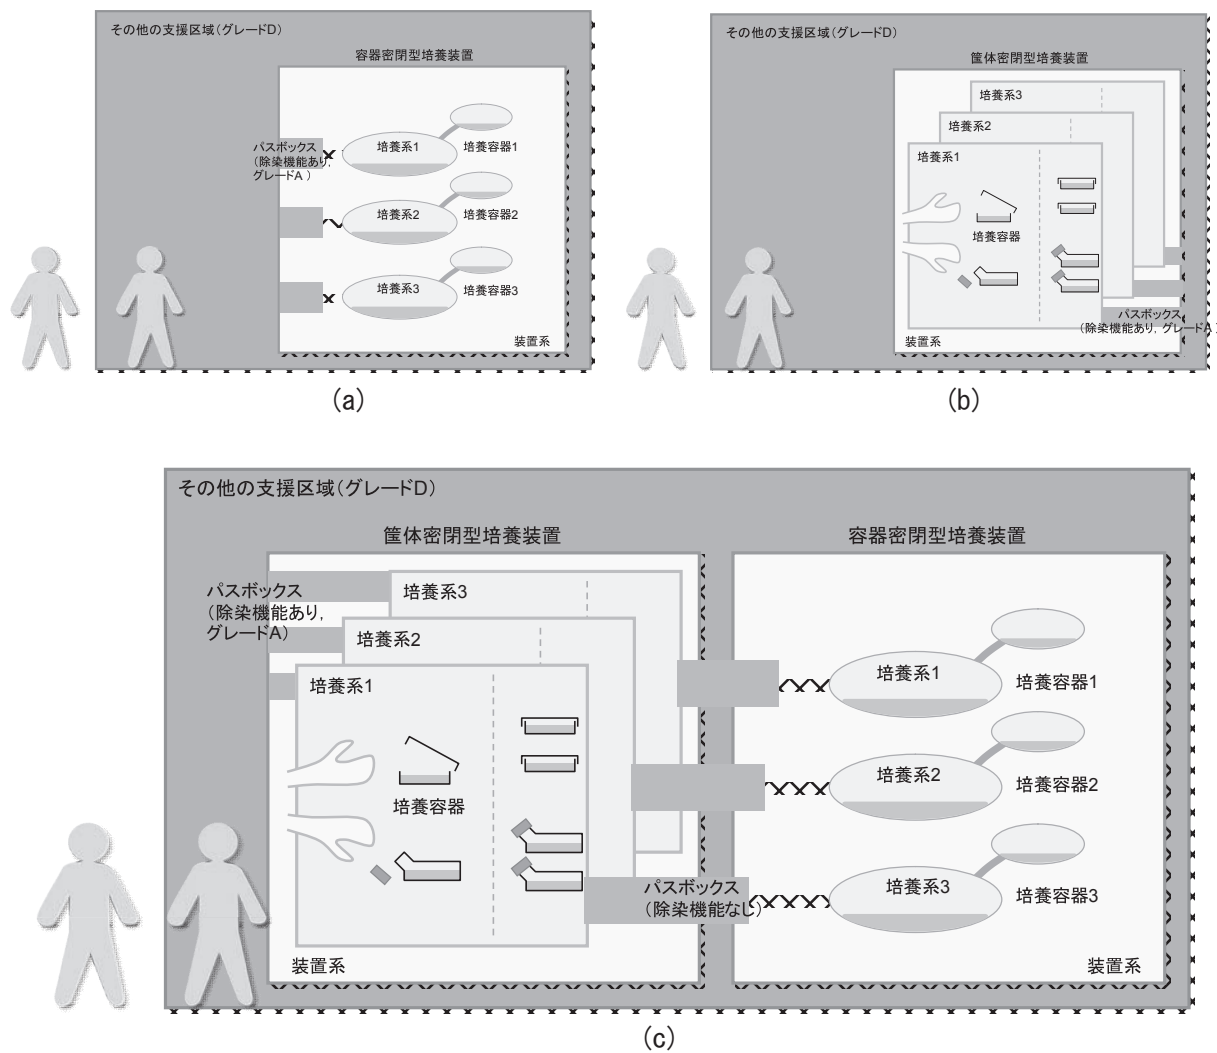 その他の支援区域(グレードD)
容器密閉型培養装置
パスボックス
(除染機能あり,
グレードA)
培養系1
培養容器1
培養系2
培養容器2
培養系3
培養容器3
装置系
(a)
その他の支援区域(グレードD)
筐体密閉型培養装置
培養系3
培養系2
培養系1
培養容器
パスボックス
(除染機能あり, グレードA)
装置系
(b)
その他の支援区域(グレードD)
筐体密閉型培養装置
パスボックス
(除染機能あり,
グレードA)
培養系3
培養系2
培養系1
培養容器
パスボックス
(除染機能なし)
装置系
容器密閉型培養装置
培養系1
培養容器1
培養系2
培養容器2
培養系3
培養容器3
装置系
(c)